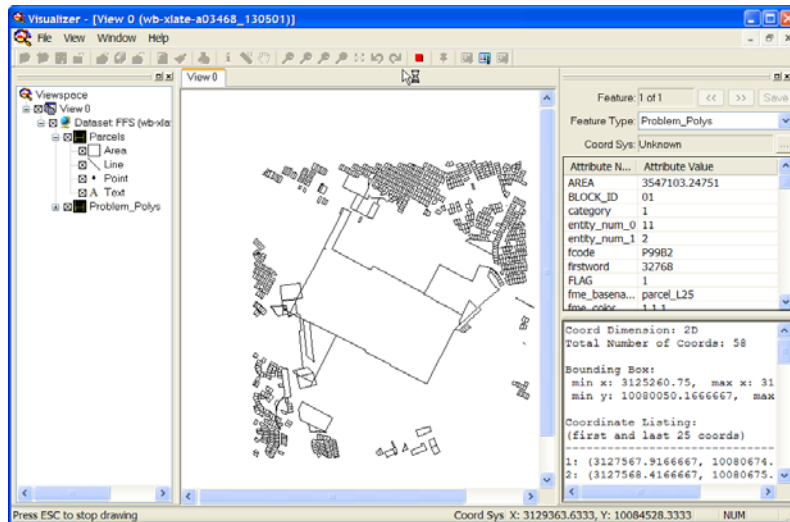 Visualizer - [View 0 (wb-xlate-a03468_130501)]
File View Window Help
View 0
Viewspace
View 0
Dataset FFS (wb-xla
Parcels
Area
Line
Point
A Text
Problem_Polys
Feature: 1 of 1 << >> Save
Feature Type: Problem_Polys
Coord Sys: Unknown ...
Attribute N... Attribute Value
AREA 3547103.24751
BLOCK_ID 01
category 1
entity_num_0 11
entity_num_1 2
fcode P99B2
firstword 32768
FLAG 1
fme_basena... parcel_L25
fme_color 1,1,1
Coord Dimension: 2D
Total Number of Coords: 58
Bounding Box:
min x: 3125260.75, max x: 31
min y: 10080050.1666667, max
Coordinate Listing:
(first and last 25 coords)
1: (3127567.9166667, 10080674.
2: (3127568.4166667, 10080675.
Press ESC to stop drawing
Coord Sys X: 3129363.6333, Y: 10084528.3333
NUM